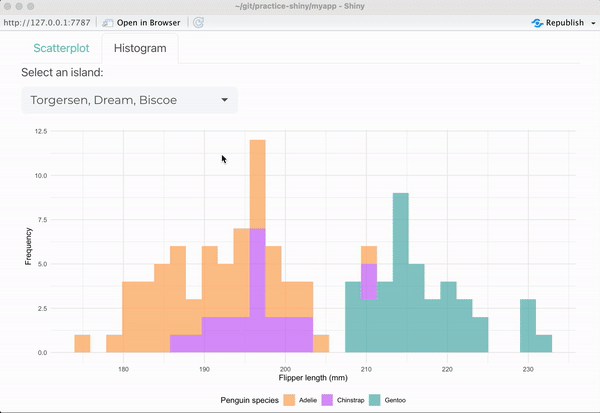 ~/git/practice-shiny/myapp - Shiny
http://127.0.0.1:7787 Open in Browser Republish
Scatterplot Histogram
Select an island:
Torgersen, Dream, Biscoe
12.5
10.0
7.5
5.0
2.5
0.0
Frequency
180 190 200 210 220 230
Flipper length (mm)
Penguin species Adelie Chinstrap Gentoo